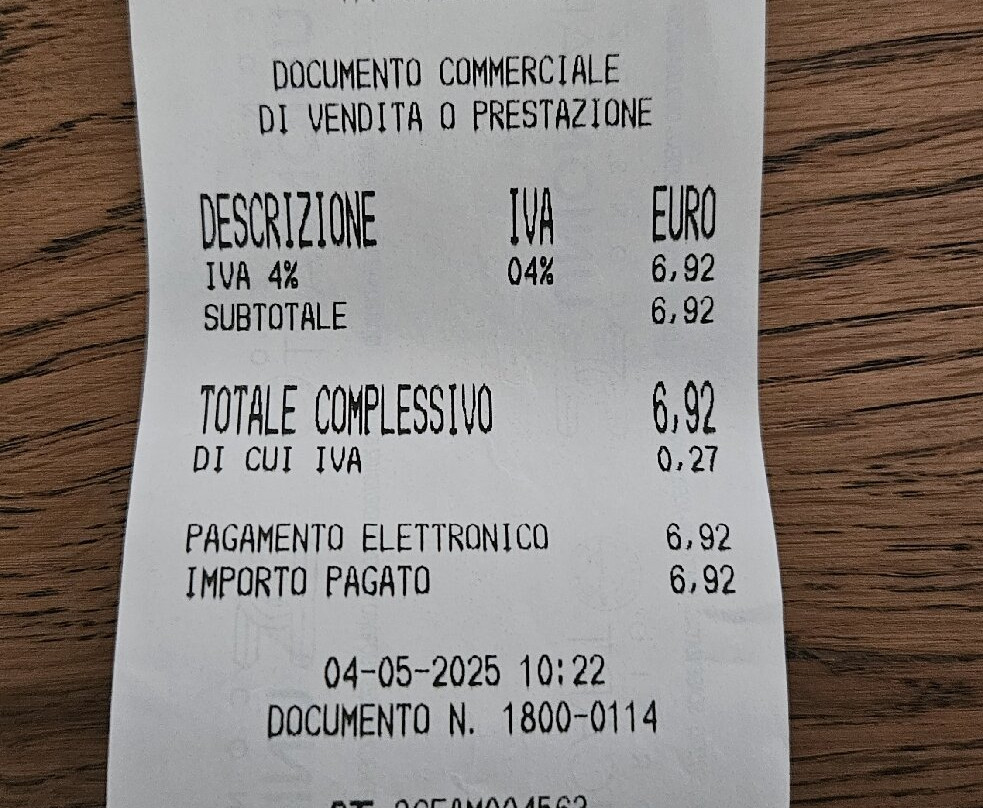 DOCUMENTO COMMERCIALE
DI VENDITA O PRESTAZIONE
DESCRIZIONE IVA EURO
IVA 4% 04% 6,92
SUBTOTALE 6,92
TOTALE COMPLESSIVO 6,92
DI CUI IVA 0,27
PAGAMENTO ELETTRONICO 6,92
IMPORTO PAGATO 6,92
04-05-2025 10:22
DOCUMENTO N. 1800-0114